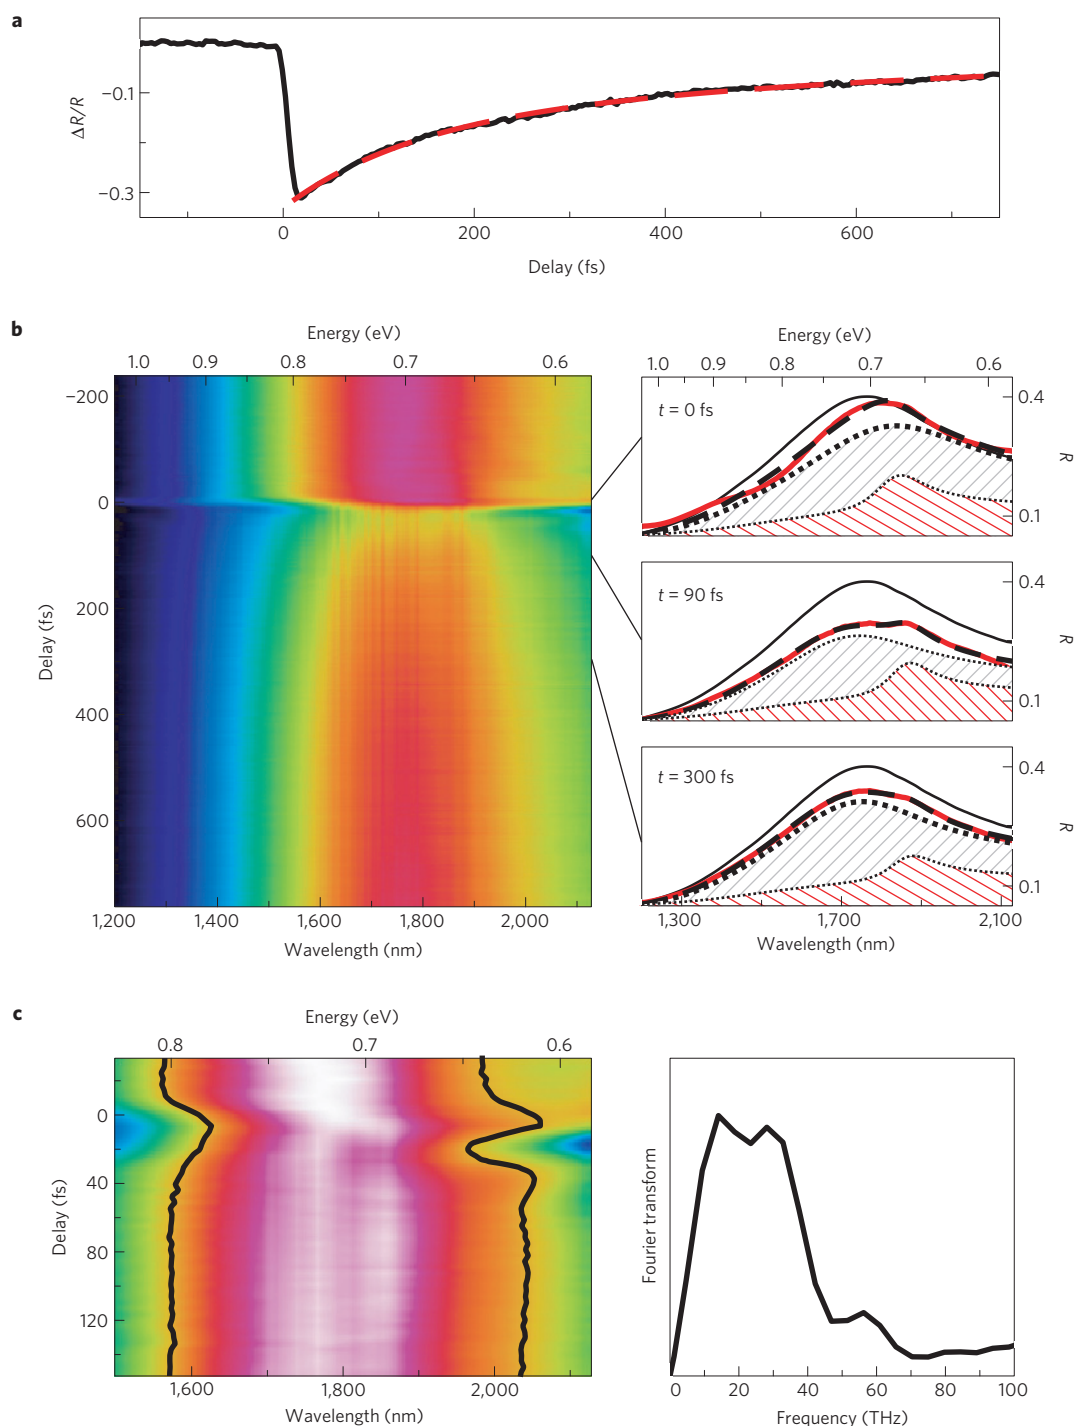 a
ΔR/R
−0.1
−0.3
0
200
400
600
Delay (fs)
b
Energy (eV)
1.0
0.9
0.8
0.7
0.6
Delay (fs)
−200
0
200
400
600
1,200
1,400
1,600
1,800
2,000
Wavelength (nm)
Energy (eV)
1.0
0.9
0.8
0.7
0.6
t = 0 fs
0.4
0.1
R
t = 90 fs
0.4
0.1
R
t = 300 fs
0.4
0.1
R
1,300
1,700
2,100
Wavelength (nm)
c
Energy (eV)
0.8
0.7
0.6
Delay (fs)
0
40
80
120
1,600
1,800
2,000
Wavelength (nm)
Fourier transform
0
20
40
60
80
100
Frequency (THz)